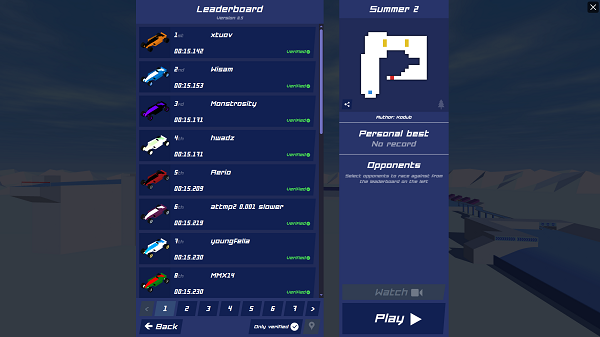 Leaderboard
Version 0.5
1st xtuov
00:15.142 Verified
2nd Wisam
00:15.153 Verified
3rd Monstrosity
00:15.171 Verified
4th hwadz
00:15.171 Verified
5th Aerio
00:15.209 Verified
6th attmp2 0.001 slower
00:15.219 Verified
7th youngfella
00:15.230 Verified
8th MMX14
00:15.230 Verified
< 1 2 3 4 5 6 7 >
Back
Only verified
Summer 2
Author: Kodub
Personal best
No record
Opponents
Select opponents to race against from
the leaderboard on the left
Watch
Play